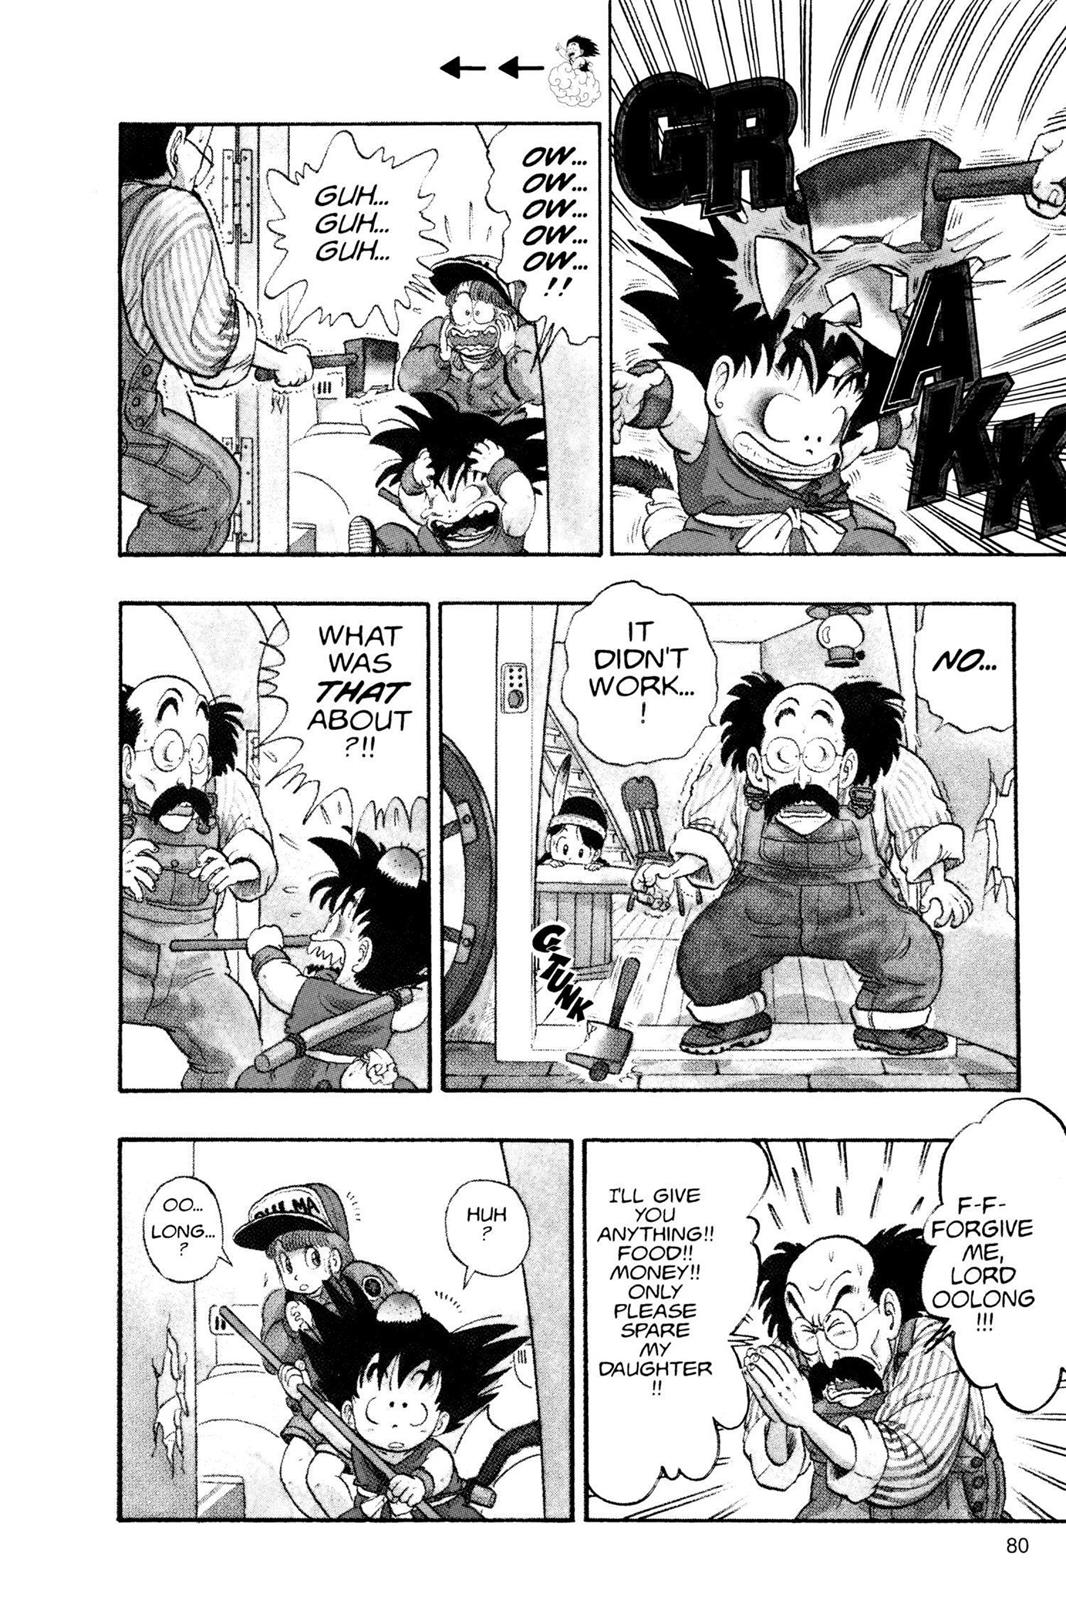 GR
AKKK
OW...
OW...
OW...
OW...
OW...
!!
GUH...
GUH...
GUH...
NO...
IT
DIDN'T
WORK...
!
G-TUNK
WHAT
WAS
THAT
ABOUT
?!!
F-F-
FORGIVE
ME,
LORD
OOLONG
!!!
I'LL GIVE
YOU
ANYTHING!!
FOOD!!
MONEY!!
ONLY
PLEASE
SPARE
MY
DAUGHTER
!!
HUH
?
OO...
LONG...
?
BULMA
80